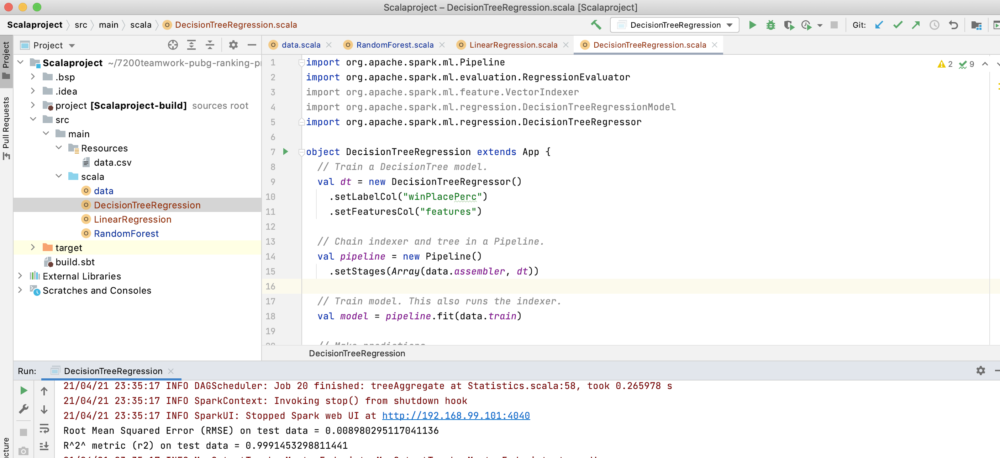 Scalaproject – DecisionTreeRegression.scala [Scalaproject]
Scalaproject src main scala DecisionTreeRegression.scala
DecisionTreeRegression
Git:
Project
data.scala RandomForest.scala LinearRegression.scala DecisionTreeRegression.scala
Project
Pull Requests
Scalaproject ~/7200teamwork-pubg-ranking-p
.bsp
.idea
project [Scalaproject-build] sources root
src
main
Resources
data.csv
scala
data
DecisionTreeRegression
LinearRegression
RandomForest
target
build.sbt
External Libraries
Scratches and Consoles
2 9
1 import org.apache.spark.ml.Pipeline
2 import org.apache.spark.ml.evaluation.RegressionEvaluator
3 import org.apache.spark.ml.feature.VectorIndexer
4 import org.apache.spark.ml.regression.DecisionTreeRegressionModel
5 import org.apache.spark.ml.regression.DecisionTreeRegressor
6
7 object DecisionTreeRegression extends App {
8 // Train a DecisionTree model.
9 val dt = new DecisionTreeRegressor()
10 .setLabelCol("winPlacePerc")
11 .setFeaturesCol("features")
12
13 // Chain indexer and tree in a Pipeline.
14 val pipeline = new Pipeline()
15 .setStages(Array(data.assembler, dt))
16
17 // Train model. This also runs the indexer.
18 val model = pipeline.fit(data.train)
19
20 // Make predictions
DecisionTreeRegression
Run: DecisionTreeRegression
21/04/21 23:35:17 INFO DAGScheduler: Job 20 finished: treeAggregate at Statistics.scala:58, took 0.265978 s
21/04/21 23:35:17 INFO SparkContext: Invoking stop() from shutdown hook
21/04/21 23:35:17 INFO SparkUI: Stopped Spark web UI at http://192.168.99.101:4040
Root Mean Squared Error (RMSE) on test data = 0.008980295117041136
R^2^ metric (r2) on test data = 0.9991453298811441